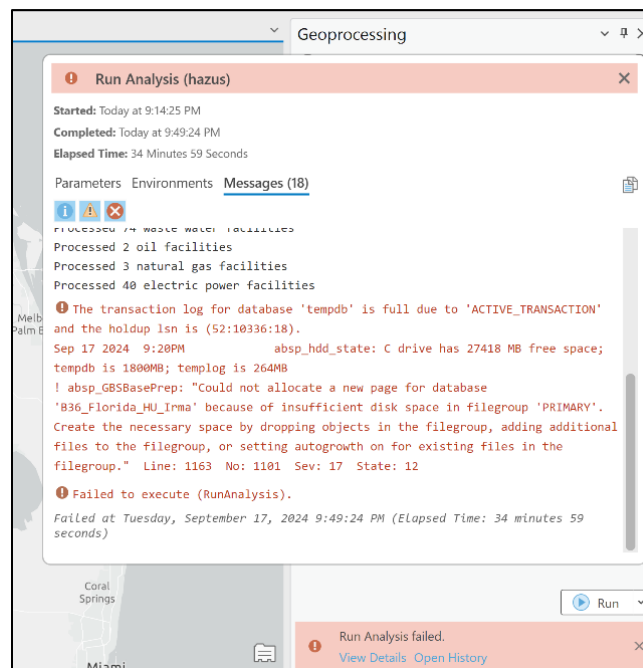 Geoprocessing
Run Analysis (hazus)
Started: Today at 9:14:25 PM
Completed: Today at 9:49:24 PM
Elapsed Time: 34 Minutes 59 Seconds
Parameters Environments Messages (18)
Processed 74 waste water facilities
Processed 2 oil facilities
Processed 3 natural gas facilities
Processed 40 electric power facilities
The transaction log for database 'tempdb' is full due to 'ACTIVE_TRANSACTION'
and the holdup lsn is (52:10336:18).
Sep 17 2024 9:20PM absp_hdd_state: C drive has 27418 MB free space;
tempdb is 1800MB; templog is 264MB
! absp_GBSBasePrep: "Could not allocate a new page for database
'B36_Florida_HU_Irma' because of insufficient disk space in filegroup 'PRIMARY'.
Create the necessary space by dropping objects in the filegroup, adding additional
files to the filegroup, or setting autogrowth on for existing files in the
filegroup." Line: 1163 No: 1101 Sev: 17 State: 12
Failed to execute (RunAnalysis).
Failed at Tuesday, September 17, 2024 9:49:24 PM (Elapsed Time: 34 minutes 59
seconds)
Melb
Palm B
Coral
Springs
Miami
Run
Run Analysis failed.
View Details Open History